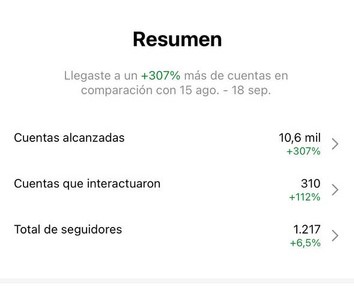 Resumen
Llegaste a un +307% más de cuentas en
comparación con 15 ago. - 18 sep.
Cuentas alcanzadas 10,6 mil
+307%
Cuentas que interactuaron 310
+112%
Total de seguidores 1.217
+6,5%